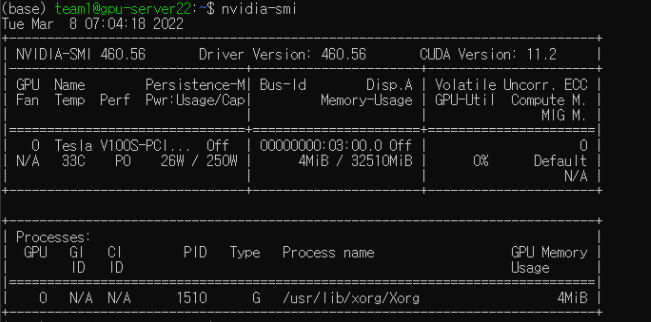 (base) team1@gpu-server22:~$ nvidia-smi
Tue Mar  8 07:04:18 2022
+-----------------------------------------------------------------------------+
| NVIDIA-SMI 460.56       Driver Version: 460.56       CUDA Version: 11.2     |
|-------------------------------+----------------------+----------------------+
| GPU  Name        Persistence-M| Bus-Id        Disp.A | Volatile Uncorr. ECC |
| Fan  Temp  Perf  Pwr:Usage/Cap|         Memory-Usage | GPU-Util  Compute M. |
|                               |                      |               MIG M. |
|===============================+======================+======================|
|   0  Tesla V100S-PCI...  Off  | 00000000:03:00.0 Off |                    0 |
| N/A   33C    P0    26W / 250W |      4MiB / 32510MiB |      0%      Default |
|                               |                      |                  N/A |
+-------------------------------+----------------------+----------------------+

+-----------------------------------------------------------------------------+
| Processes:                                                                  |
|  GPU   GI   CI        PID   Type   Process name                  GPU Memory |
|        ID   ID                                                   Usage      |
|=============================================================================|
|    0   N/A  N/A      1510      G   /usr/lib/xorg/Xorg                  4MiB |